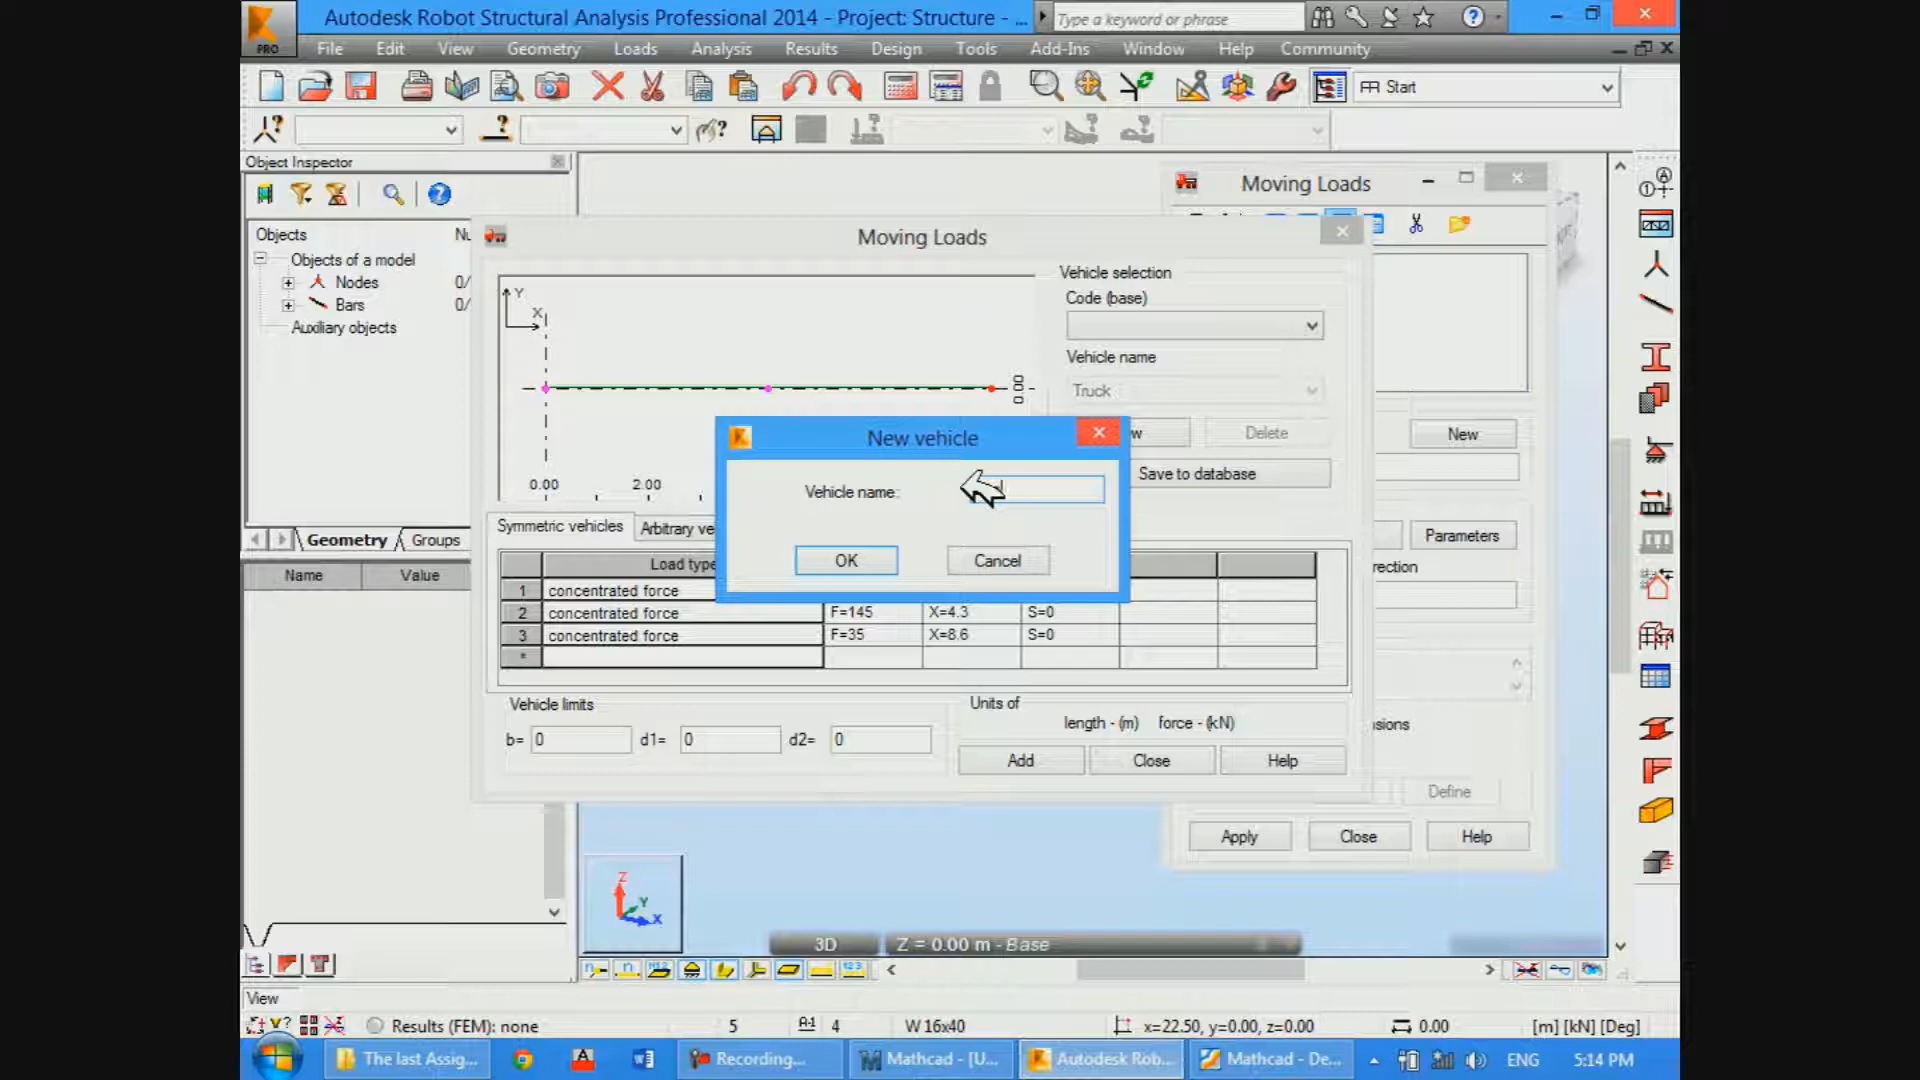 Autodesk Robot Structural Analysis Professional 2014 - Project: Structure - ...
Type a keyword or phrase
PRO
File Edit View Geometry Loads Analysis Results Design Tools Add-Ins Window Help Community
Start
Object Inspector
Objects
Objects of a model
Nodes 0/
Bars 0/
Auxiliary objects
Geometry Groups
Name Value
Moving Loads
New
Parameters
Define
Apply Close Help
Moving Loads
Y
X
0.00
0.00 2.00
Vehicle selection
Code (base)
Vehicle name
Truck
Delete
Save to database
Symmetric vehicles
Load type
1 concentrated force
2 concentrated force F=145 X=4.3 S=0
3 concentrated force F=35 X=8.6 S=0
*
Vehicle limits
b= 0 d1= 0 d2= 0
Units of
length - (m) force - (kN)
Add Close Help
New vehicle
Vehicle name:
OK Cancel
Z
Y
X
3D Z = 0.00 m - Base
View
Results (FEM): none 5 4 W 16x40 x=22.50, y=0.00, z=0.00 0.00 [m] [kN] [Deg]
The last Assig... Recording... Mathcad - [U... Autodesk Rob... Mathcad - De... ENG 5:14 PM